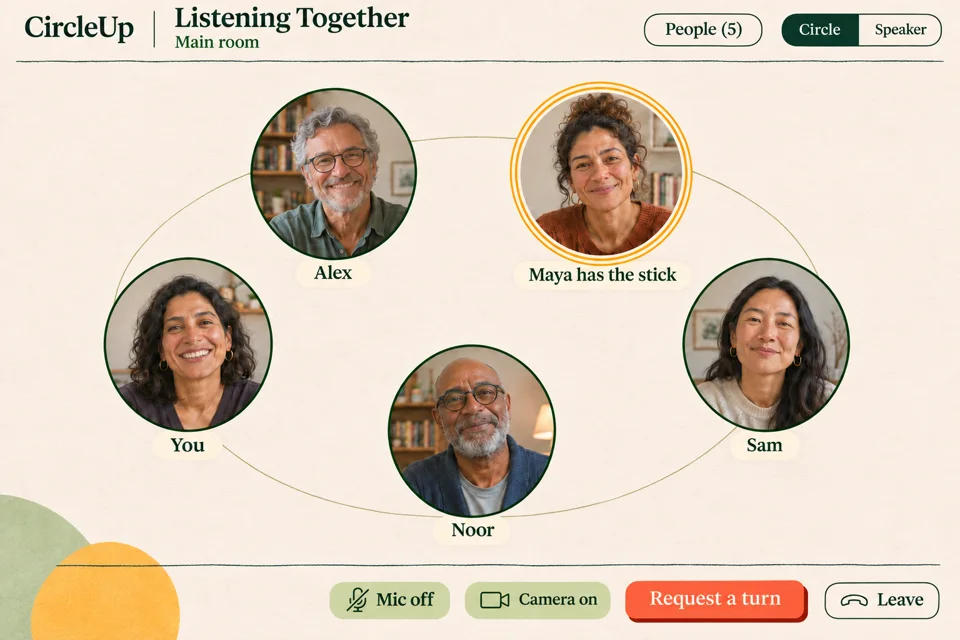 CircleUp
Listening Together
Main room
People (5)
Circle
Speaker
Alex
Maya has the stick
You
Sam
Noor
Mic off
Camera on
Request a turn
Leave